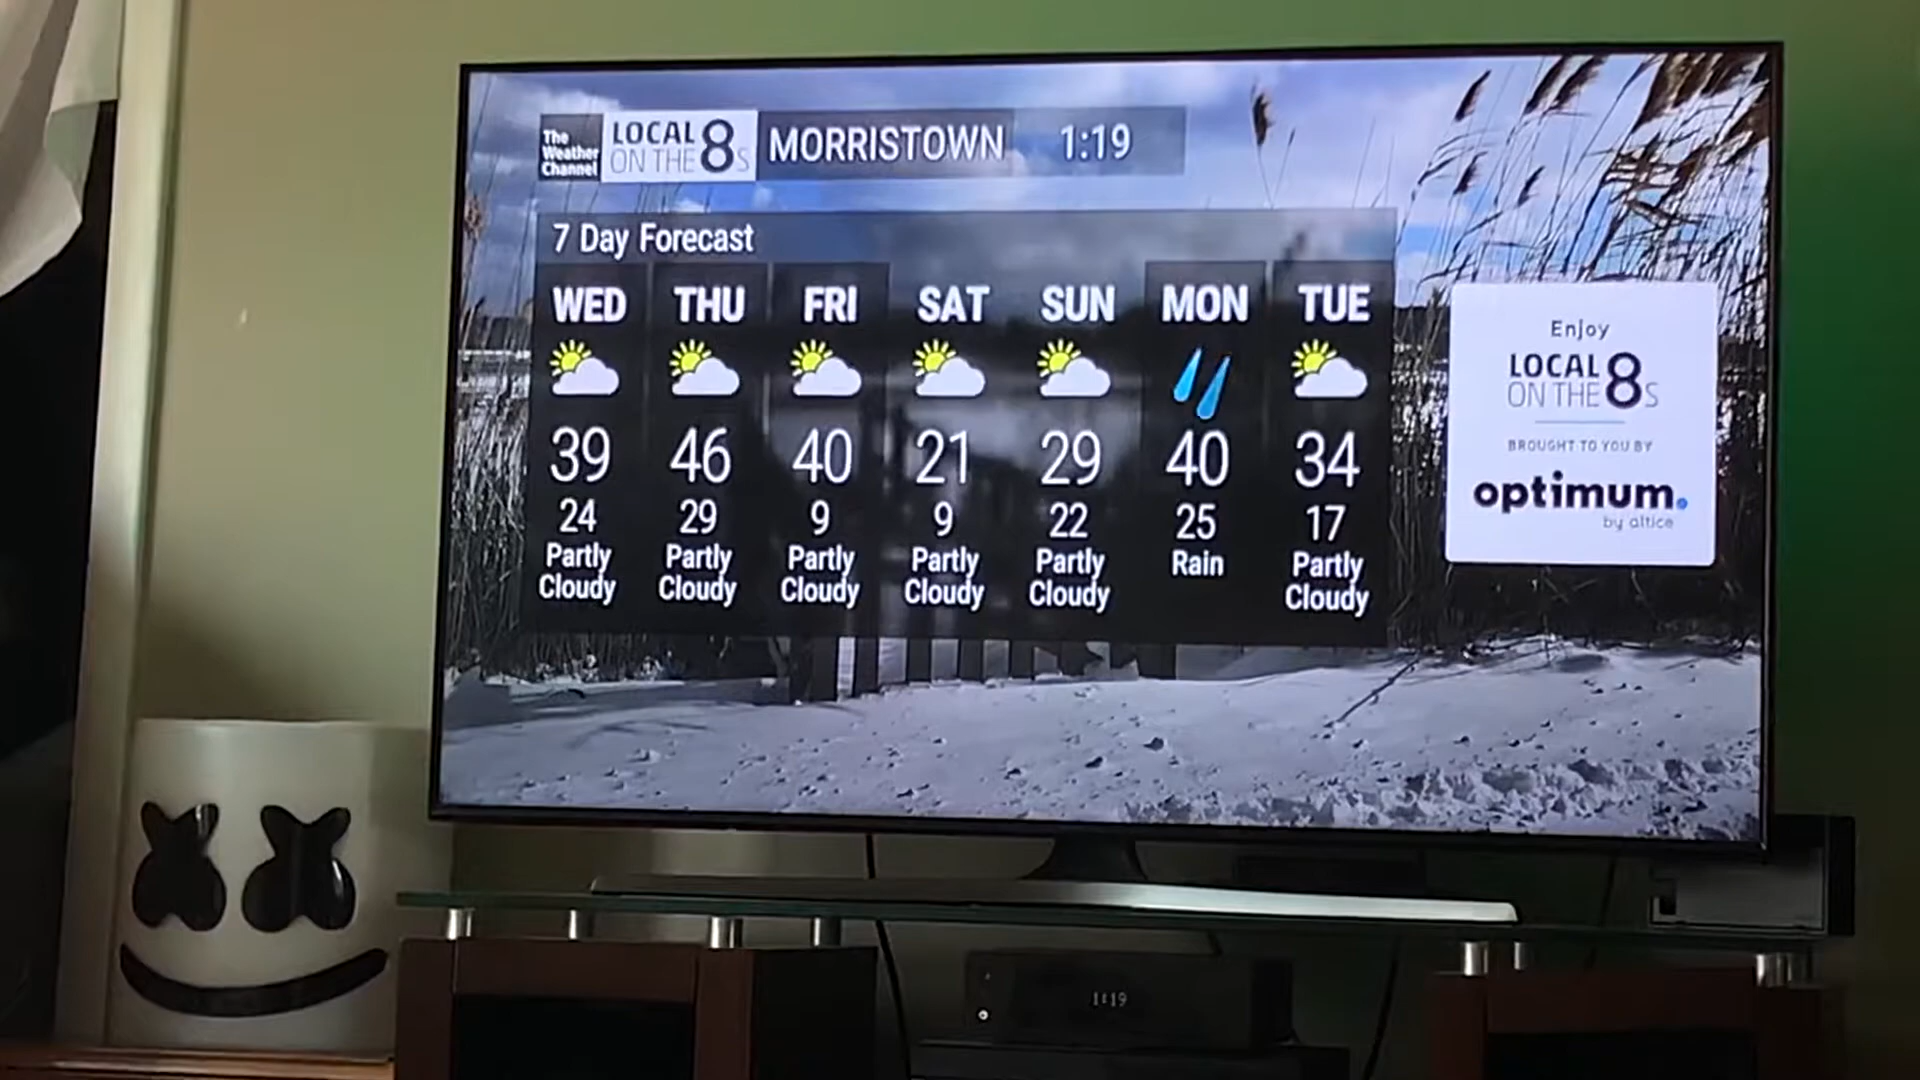 The
Weather
Channel
LOCAL
ON THE 8s
MORRISTOWN
1:19
7 Day Forecast
WED THU FRI SAT SUN MON TUE
39 46 40 21 29 40 34
24 29 9 9 22 25 17
Partly Partly Partly Partly Partly Rain Partly
Cloudy Cloudy Cloudy Cloudy Cloudy Cloudy
Enjoy
LOCAL
ON THE 8s
BROUGHT TO YOU BY
optimum.
by altice
1:19